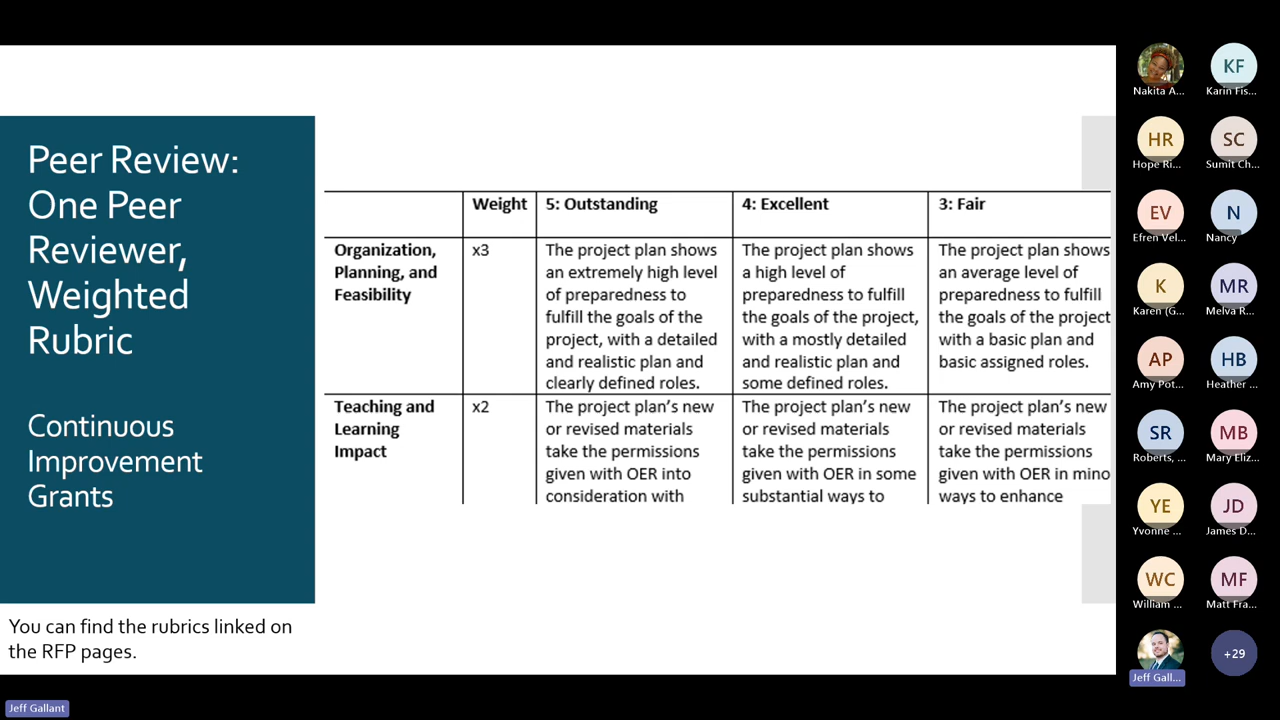 Peer Review:
One Peer
Reviewer,
Weighted
Rubric
Continuous
Improvement
Grants
You can find the rubrics linked on
the RFP pages.
Weight
5: Outstanding
4: Excellent
3: Fair
Organization,
Planning, and
Feasibility
x3
The project plan shows
an extremely high level
of preparedness to
fulfill the goals of the
project, with a detailed
and realistic plan and
clearly defined roles.
The project plan shows
a high level of
preparedness to fulfill
the goals of the project,
with a mostly detailed
and realistic plan and
some defined roles.
The project plan shows
an average level of
preparedness to fulfill
the goals of the project
with a basic plan and
basic assigned roles.
Teaching and
Learning
Impact
x2
The project plan’s new
or revised materials
take the permissions
given with OER into
consideration with
The project plan’s new
or revised materials
take the permissions
given with OER in some
substantial ways to
The project plan’s new
or revised materials
take the permissions
given with OER in mino
ways to enhance
Nakita A...
KF
Karin Fis...
HR
Hope Ri...
SC
Sumit Ch...
EV
Efren Vel...
N
Nancy
K
Karen (G...
MR
Melva R...
AP
Amy Pot...
HB
Heather ...
SR
Roberts, ...
MB
Mary Eliz...
YE
Yvonne ...
JD
James D...
WC
William ...
MF
Matt Fra...
Jeff Gall...
+29
Jeff Gallant